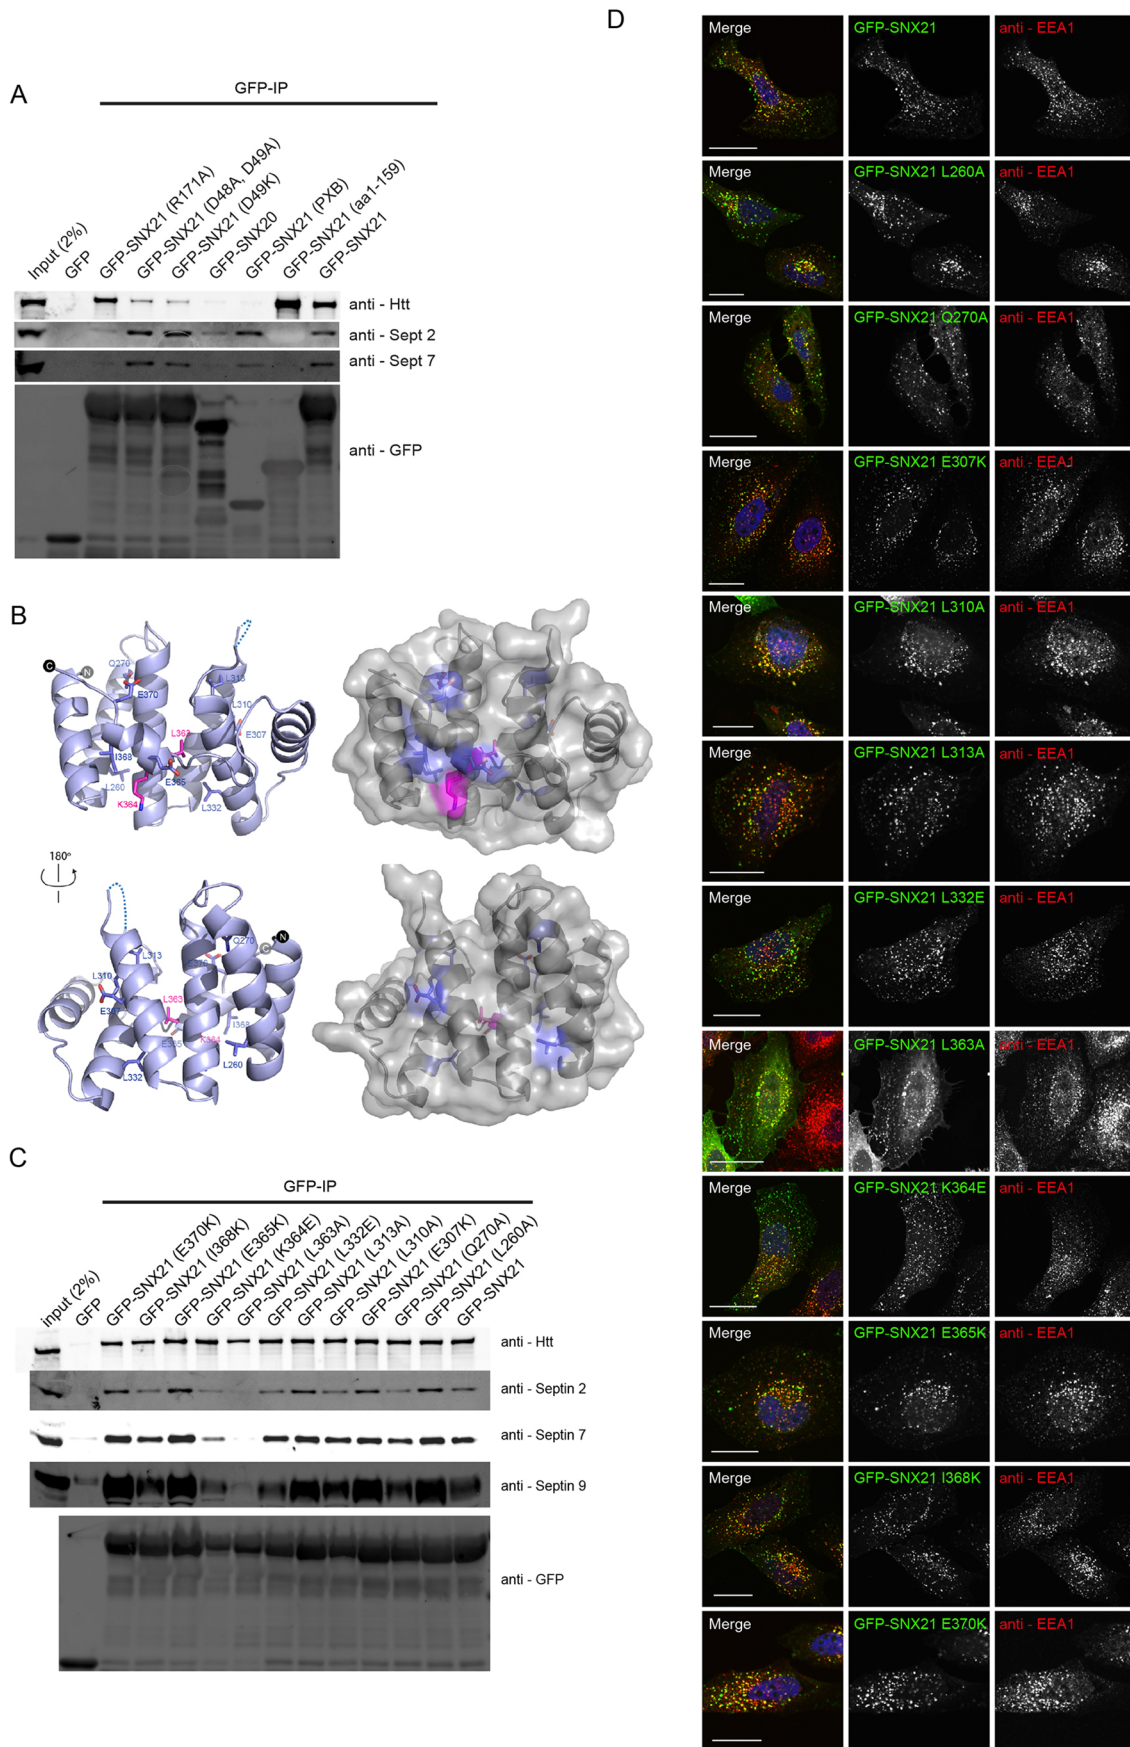 A
GFP-IP
Input (2%)
GFP
GFP-SNX21 (R171A)
GFP-SNX21 (D48A, D49A)
GFP-SNX21 (D49K)
GFP-SNX20
GFP-SNX21 (PXB)
GFP-SNX21 (aa1-159)
GFP-SNX21
anti - Htt
anti - Sept 2
anti - Sept 7
anti - GFP
B
C
N
Q270
E370
L313
L310
E307
L363
I368
E365
L260
K364
L332
180°
Q270
N
C
L313
L310
L363
I368
E365
K364
L260
L332
C
GFP-IP
input (2%)
GFP
GFP-SNX21 (E370K)
GFP-SNX21 (I368K)
GFP-SNX21 (E365K)
GFP-SNX21 (K364E)
GFP-SNX21 (L363A)
GFP-SNX21 (L332E)
GFP-SNX21 (L313A)
GFP-SNX21 (L310A)
GFP-SNX21 (E307K)
GFP-SNX21 (Q270A)
GFP-SNX21 (L260A)
GFP-SNX21
anti - Htt
anti - Septin 2
anti - Septin 7
anti - Septin 9
anti - GFP
D
Merge GFP-SNX21 anti - EEA1
Merge GFP-SNX21 L260A anti - EEA1
Merge GFP-SNX21 Q270A anti - EEA1
Merge GFP-SNX21 E307K anti - EEA1
Merge GFP-SNX21 L310A anti - EEA1
Merge GFP-SNX21 L313A anti - EEA1
Merge GFP-SNX21 L332E anti - EEA1
Merge GFP-SNX21 L363A anti - EEA1
Merge GFP-SNX21 K364E anti - EEA1
Merge GFP-SNX21 E365K anti - EEA1
Merge GFP-SNX21 I368K anti - EEA1
Merge GFP-SNX21 E370K anti - EEA1